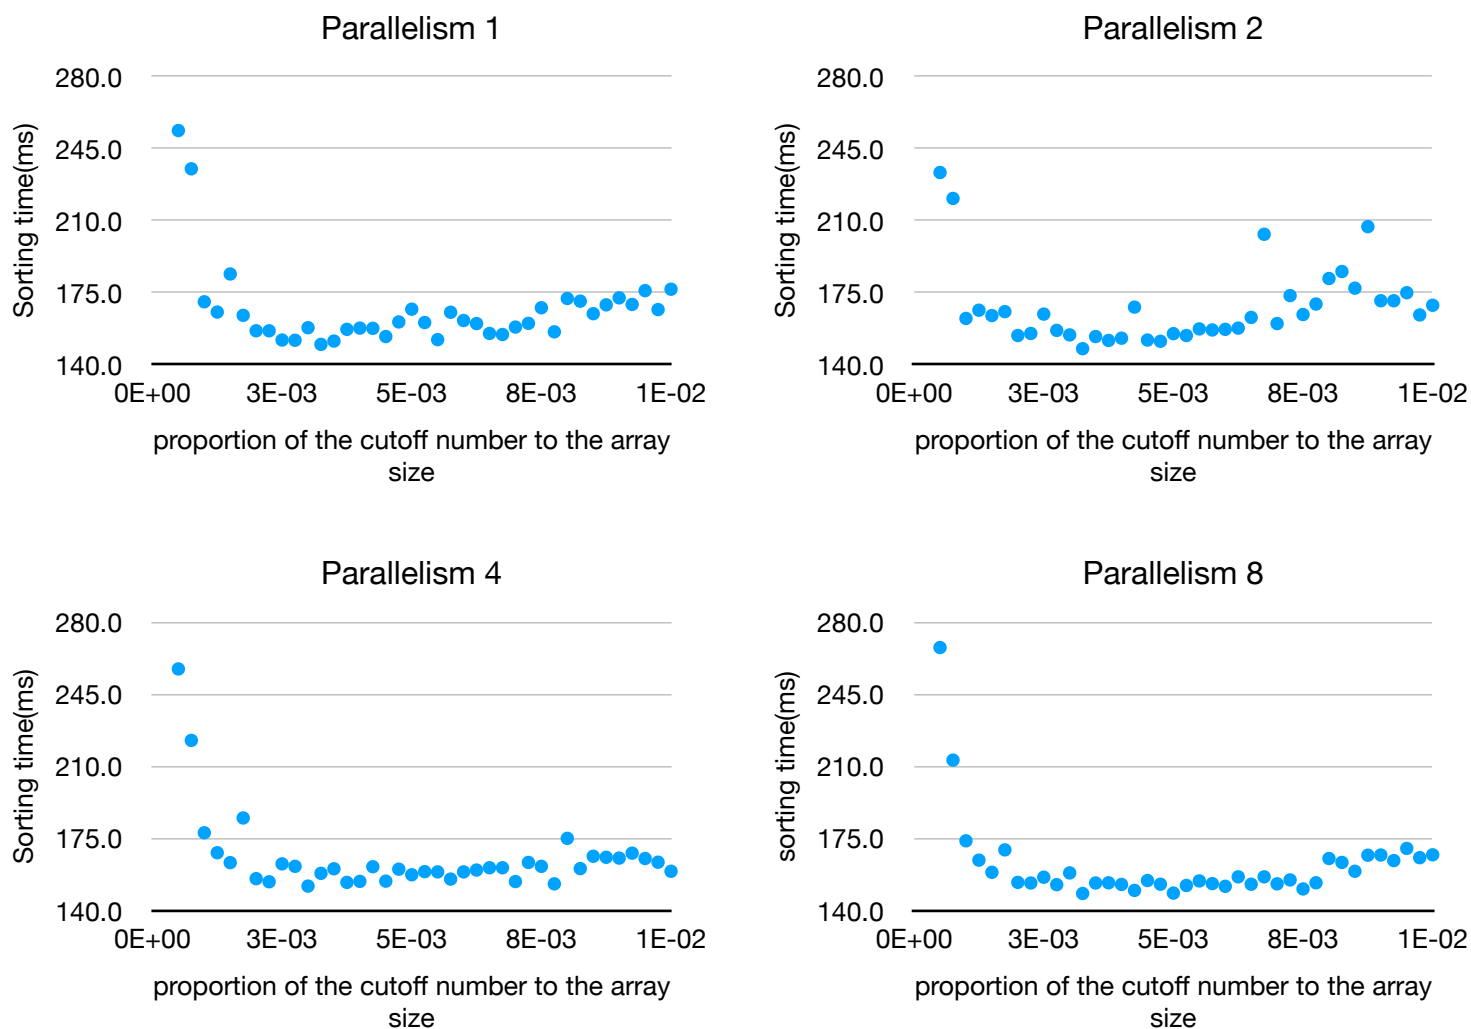 Parallelism 1
280.0
245.0
210.0
175.0
140.0
Sorting time(ms)
0E+00 3E-03 5E-03 8E-03 1E-02
proportion of the cutoff number to the array
size
Parallelism 2
280.0
245.0
210.0
175.0
140.0
Sorting time(ms)
0E+00 3E-03 5E-03 8E-03 1E-02
proportion of the cutoff number to the array
size
Parallelism 4
280.0
245.0
210.0
175.0
140.0
Sorting time(ms)
0E+00 3E-03 5E-03 8E-03 1E-02
proportion of the cutoff number to the array
size
Parallelism 8
280.0
245.0
210.0
175.0
140.0
sorting time(ms)
0E+00 3E-03 5E-03 8E-03 1E-02
proportion of the cutoff number to the array
size